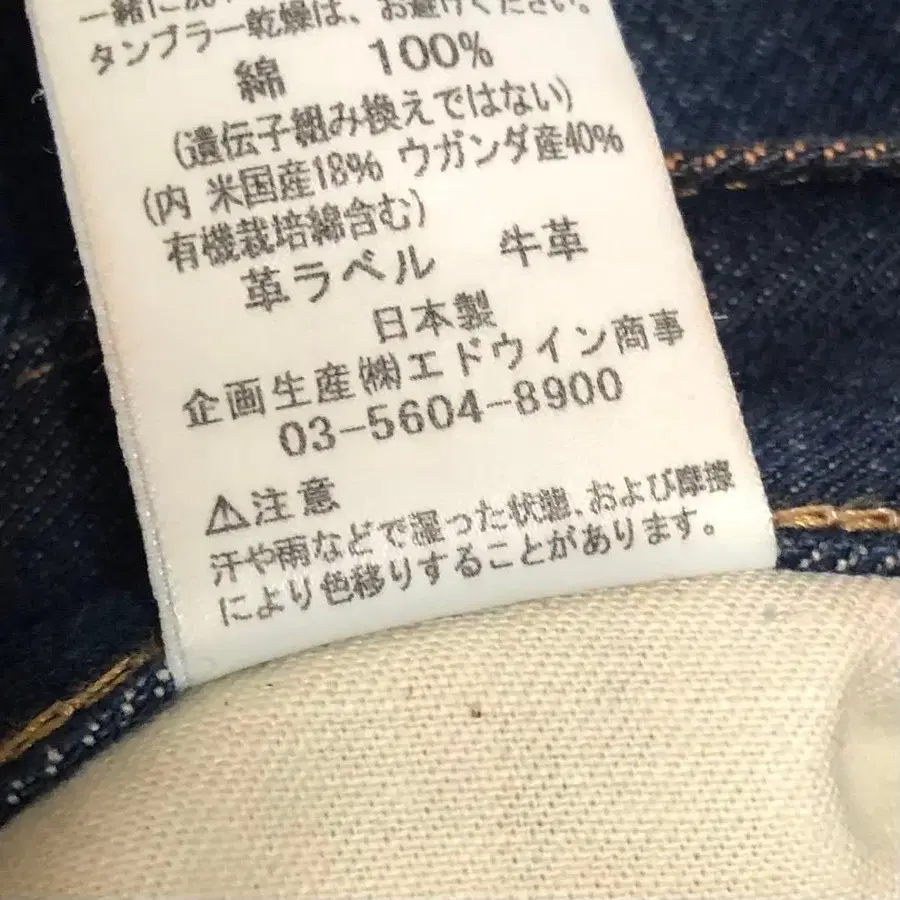 一緒に洗
タンブラー乾燥は、お避けください。
綿 100%
(遺伝子組み換えではない)
(内 米国産18% ウガンダ産40%
有機栽培綿含む)
革ラベル 牛革
日本製
企画生産㈱エドウイン商事
03-5604-8900
⚠注意
汗や雨などで湿った状態、および摩擦
により色移りすることがあります。